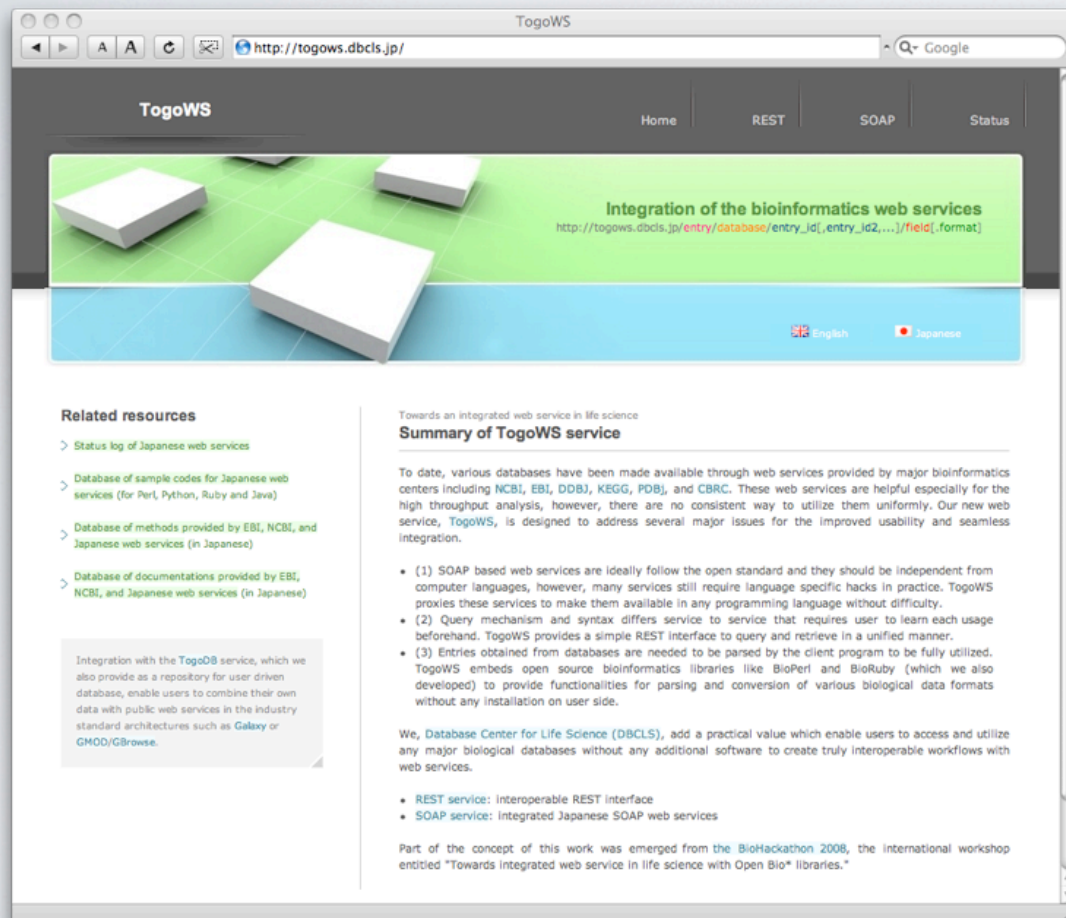 TogoWS
A A
http://togows.dbcls.jp/
Google
TogoWS
Home REST SOAP Status
Integration of the bioinformatics web services
http://togows.dbcls.jp/entry/database/entry_id[,entry_id2,...]/field[.format]
English Japanese
Related resources
Status log of Japanese web services
Database of sample codes for Japanese web
services (for Perl, Python, Ruby and Java)
Database of methods provided by EBI, NCBI, and
Japanese web services (in Japanese)
Database of documentations provided by EBI,
NCBI, and Japanese web services (in Japanese)
Integration with the TogoDB service, which we
also provide as a repository for user driven
database, enable users to combine their own
data with public web services in the industry
standard architectures such as Galaxy or
GMOD/GBrowse.
Towards an integrated web service in life science
Summary of TogoWS service
To date, various databases have been made available through web services provided by major bioinformatics
centers including NCBI, EBI, DDBJ, KEGG, PDBj, and CBRC. These web services are helpful especially for the
high throughput analysis, however, there are no consistent way to utilize them uniformly. Our new web
service, TogoWS, is designed to address several major issues for the improved usability and seamless
integration.
• (1) SOAP based web services are ideally follow the open standard and they should be independent from
computer languages, however, many services still require language specific hacks in practice. TogoWS
proxies these services to make them available in any programming language without difficulty.
• (2) Query mechanism and syntax differs service to service that requires user to learn each usage
beforehand. TogoWS provides a simple REST interface to query and retrieve in a unified manner.
• (3) Entries obtained from databases are needed to be parsed by the client program to be fully utilized.
TogoWS embeds open source bioinformatics libraries like BioPerl and BioRuby (which we also
developed) to provide functionalities for parsing and conversion of various biological data formats
without any installation on user side.
We, Database Center for Life Science (DBCLS), add a practical value which enable users to access and utilize
any major biological databases without any additional software to create truly interoperable workflows with
web services.
• REST service: interoperable REST interface
• SOAP service: integrated Japanese SOAP web services
Part of the concept of this work was emerged from the BioHackathon 2008, the international workshop
entitled "Towards integrated web service in life science with Open Bio* libraries."